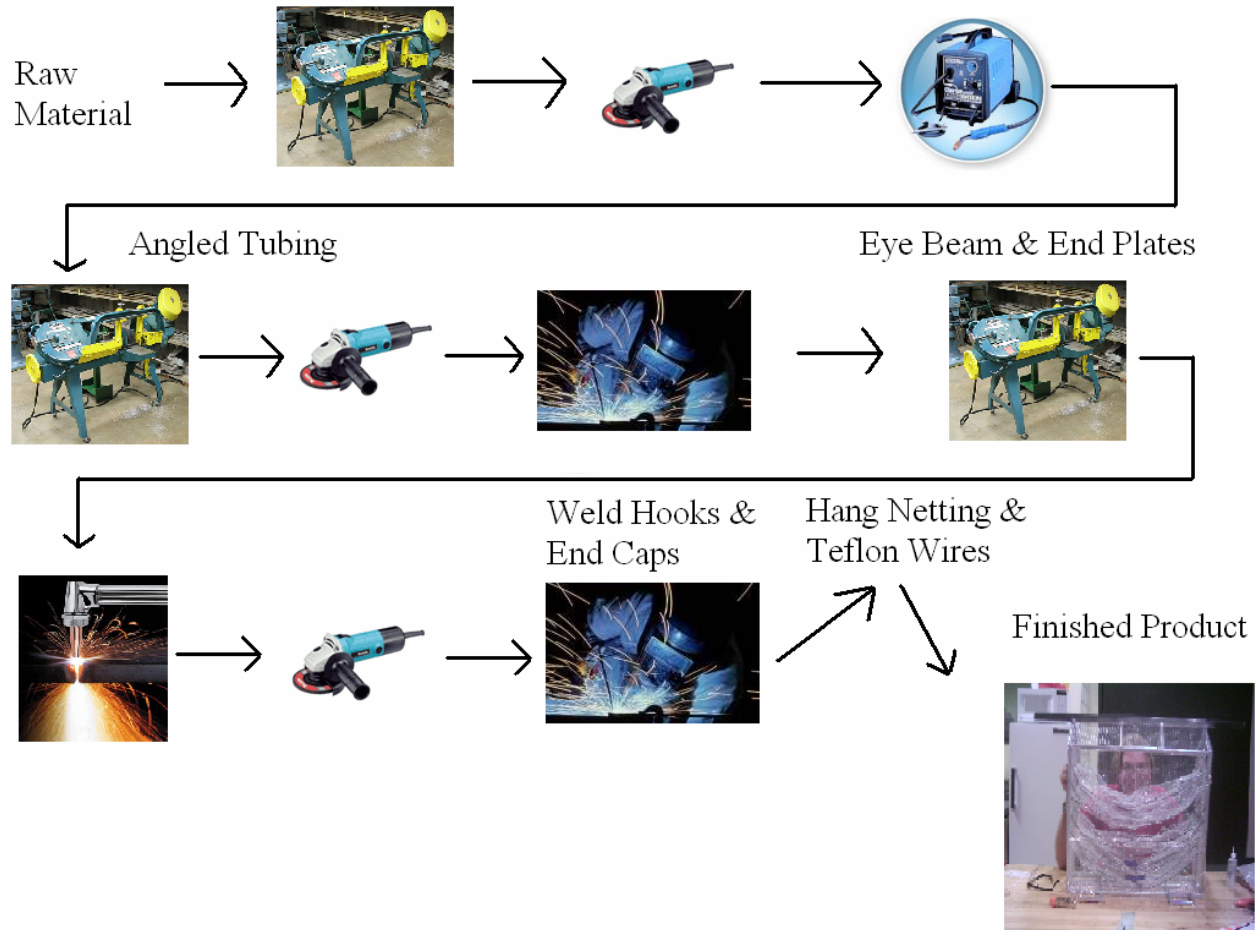 Raw
Material
Angled Tubing
Eye Beam & End Plates
Weld Hooks &
End Caps
Hang Netting &
Teflon Wires
Finished Product